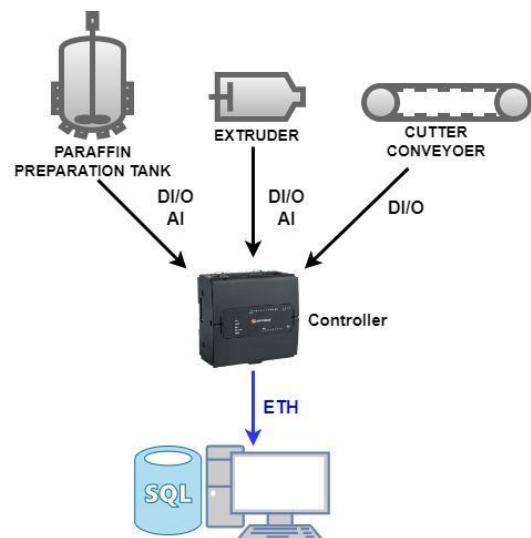 PARAFFIN
PREPARATION TANK
EXTRUDER
CUTTER
CONVEYOER
DI/O
AI
DI/O
AI
DI/O
Controller
ETH
SQL